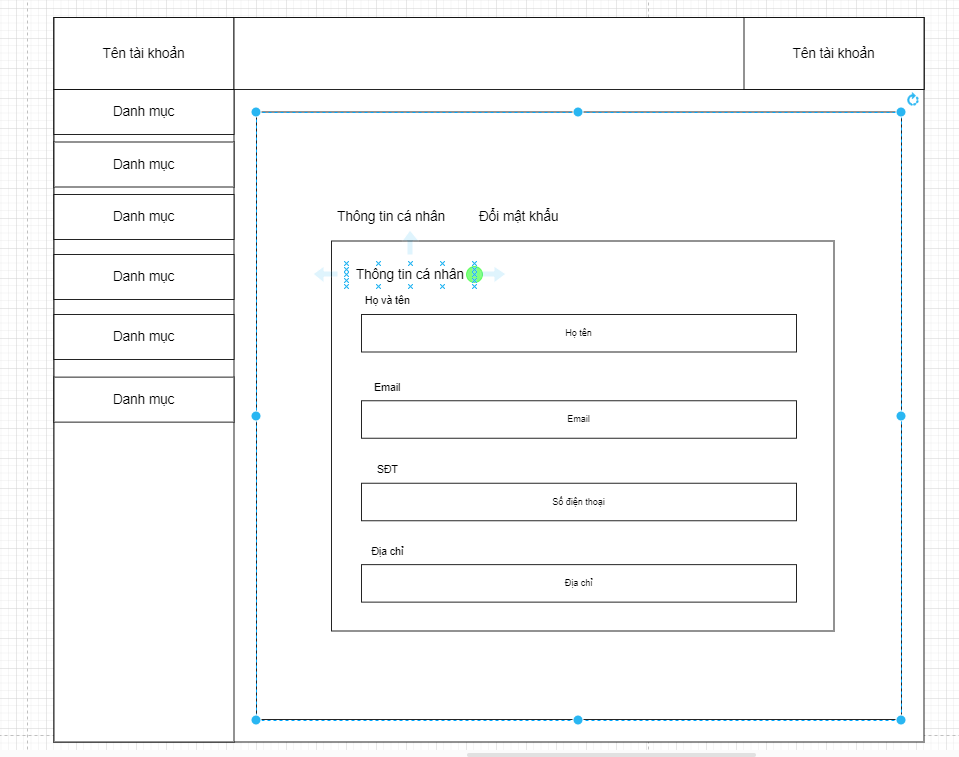 Tên tài khoản
Tên tài khoản
Danh mục
Danh mục
Danh mục
Danh mục
Danh mục
Danh mục
Thông tin cá nhân
Đổi mật khẩu
Thông tin cá nhân
Họ và tên
Họ tên
Email
Email
SĐT
Số điện thoại
Địa chỉ
Địa chỉ